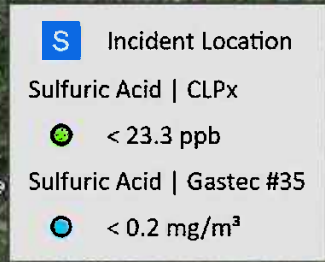 S Incident Location
Sulfuric Acid | CLPx
< 23.3 ppb
Sulfuric Acid | Gastec #35
< 0.2 mg/m³